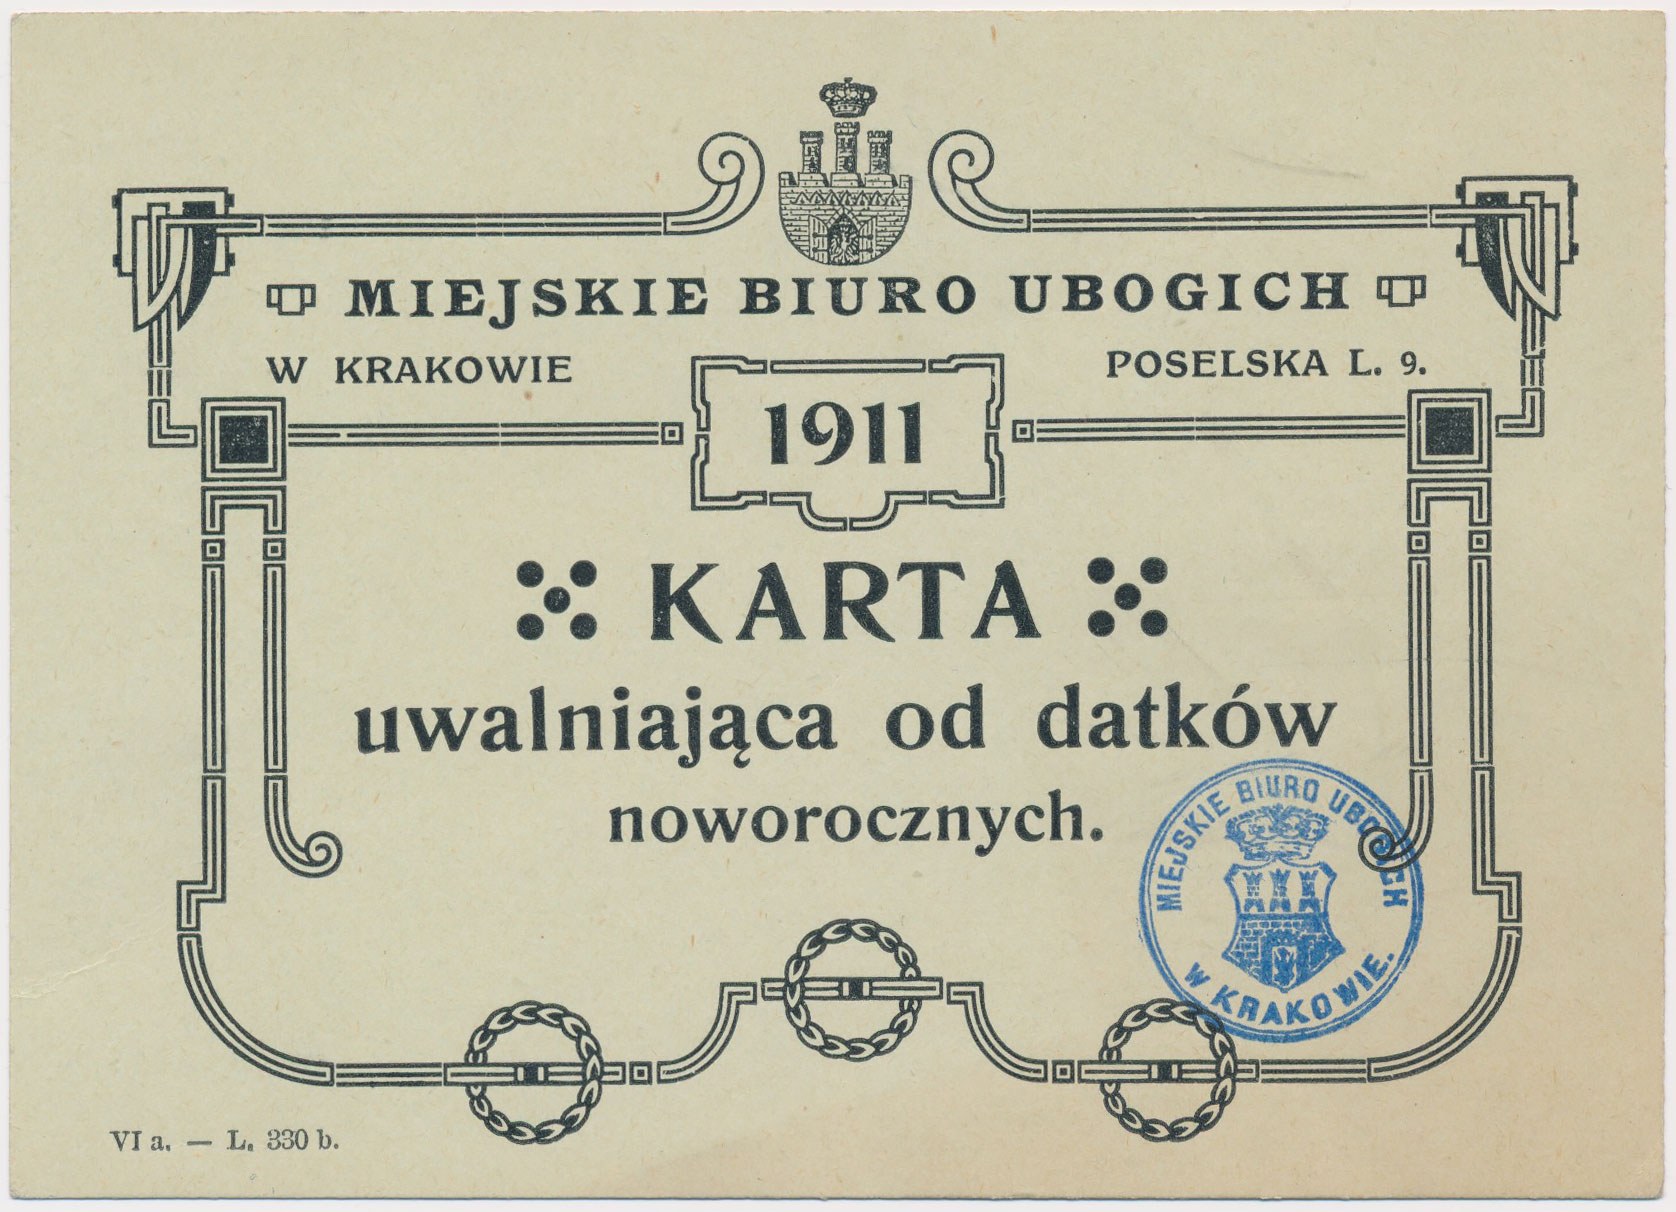 MIEJSKIE BIURO UBOGICH
W KRAKOWIE
POSELSKA L. 9.
1911
KARTA
uwalniająca od datków
noworocznych.
MIEJSKIE BIURO UBOGICH
W KRAKOWIE.
VI a. — L. 330 b.